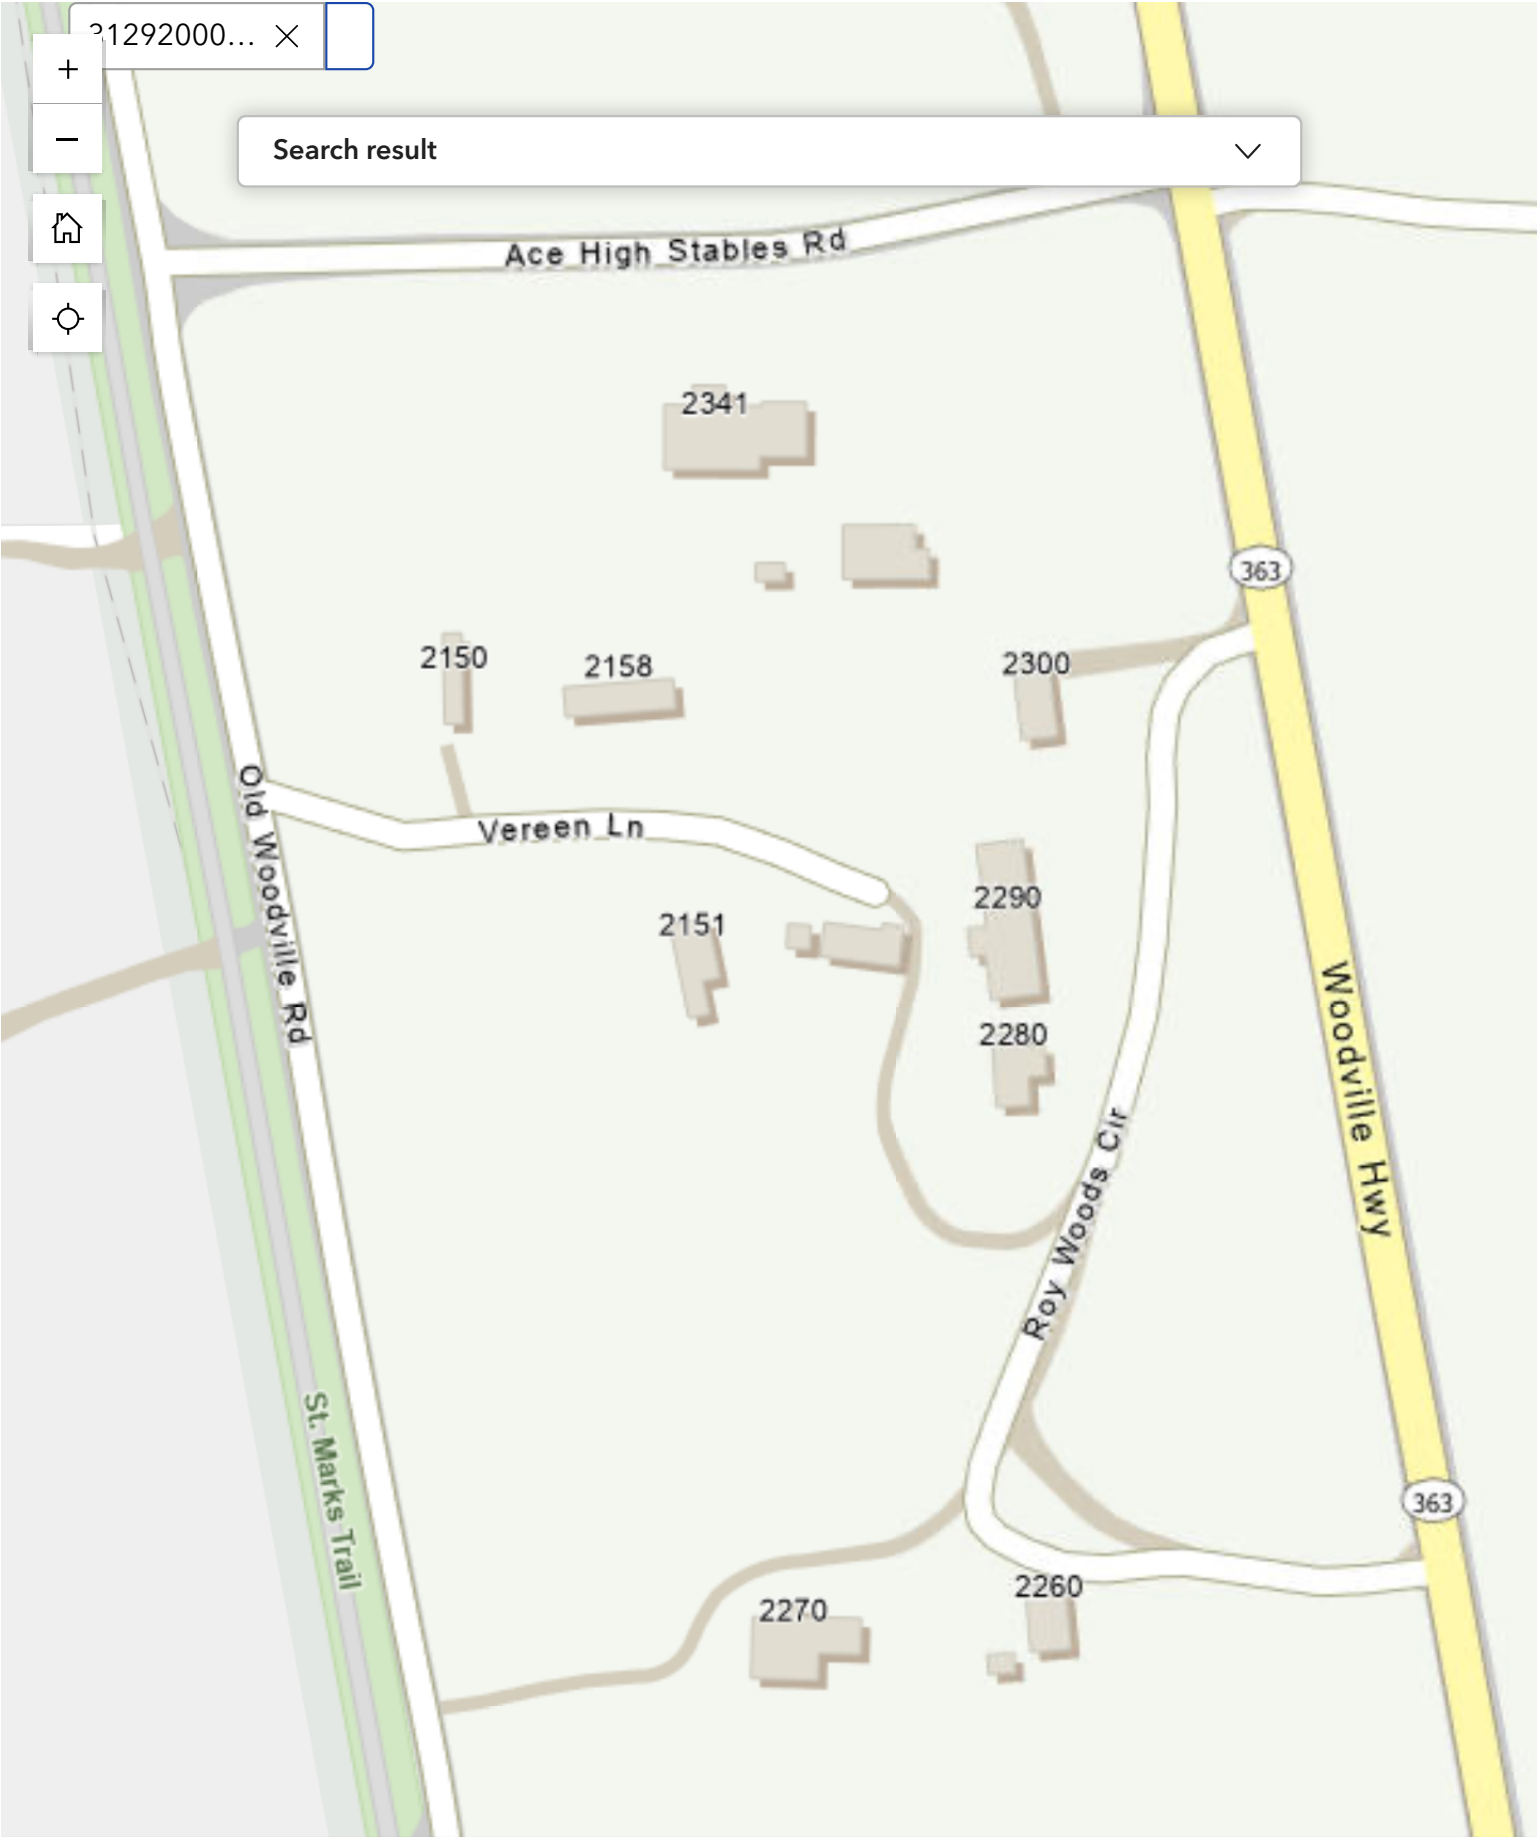 31292000...
+
−
Search result
Ace High Stables Rd
2341
363
2150
2158
2300
Old Woodville Rd
Vereen Ln
2290
2151
Woodville Hwy
2280
Roy Woods Cir
St. Marks Trail
363
2260
2270